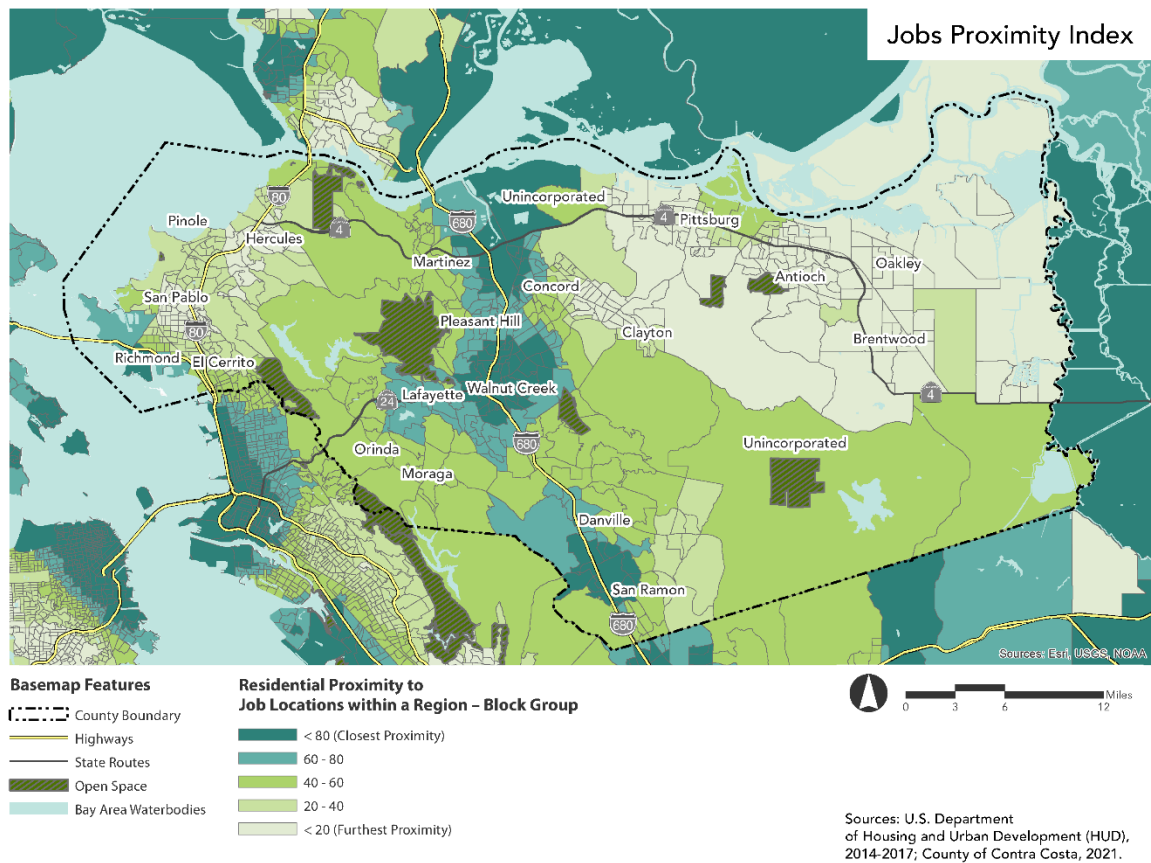 Jobs Proximity Index
80
Unincorporated
680
4
Pittsburg
Pinole
Hercules
4
Martinez
Oakley
Antioch
Concord
San Pablo
80
Pleasant Hill
Clayton
Brentwood
Richmond
El Cerrito
Walnut Creek
Lafayette
24
4
680
Unincorporated
Orinda
Moraga
Danville
San Ramon
680
Sources: Esri, USGS, NOAA
Basemap Features
County Boundary
Highways
State Routes
Open Space
Bay Area Waterbodies
Residential Proximity to
Job Locations within a Region – Block Group
< 80 (Closest Proximity)
60 - 80
40 - 60
20 - 40
< 20 (Furthest Proximity)
Miles
0 3 6 12
Sources: U.S. Department
of Housing and Urban Development (HUD),
2014-2017; County of Contra Costa, 2021.